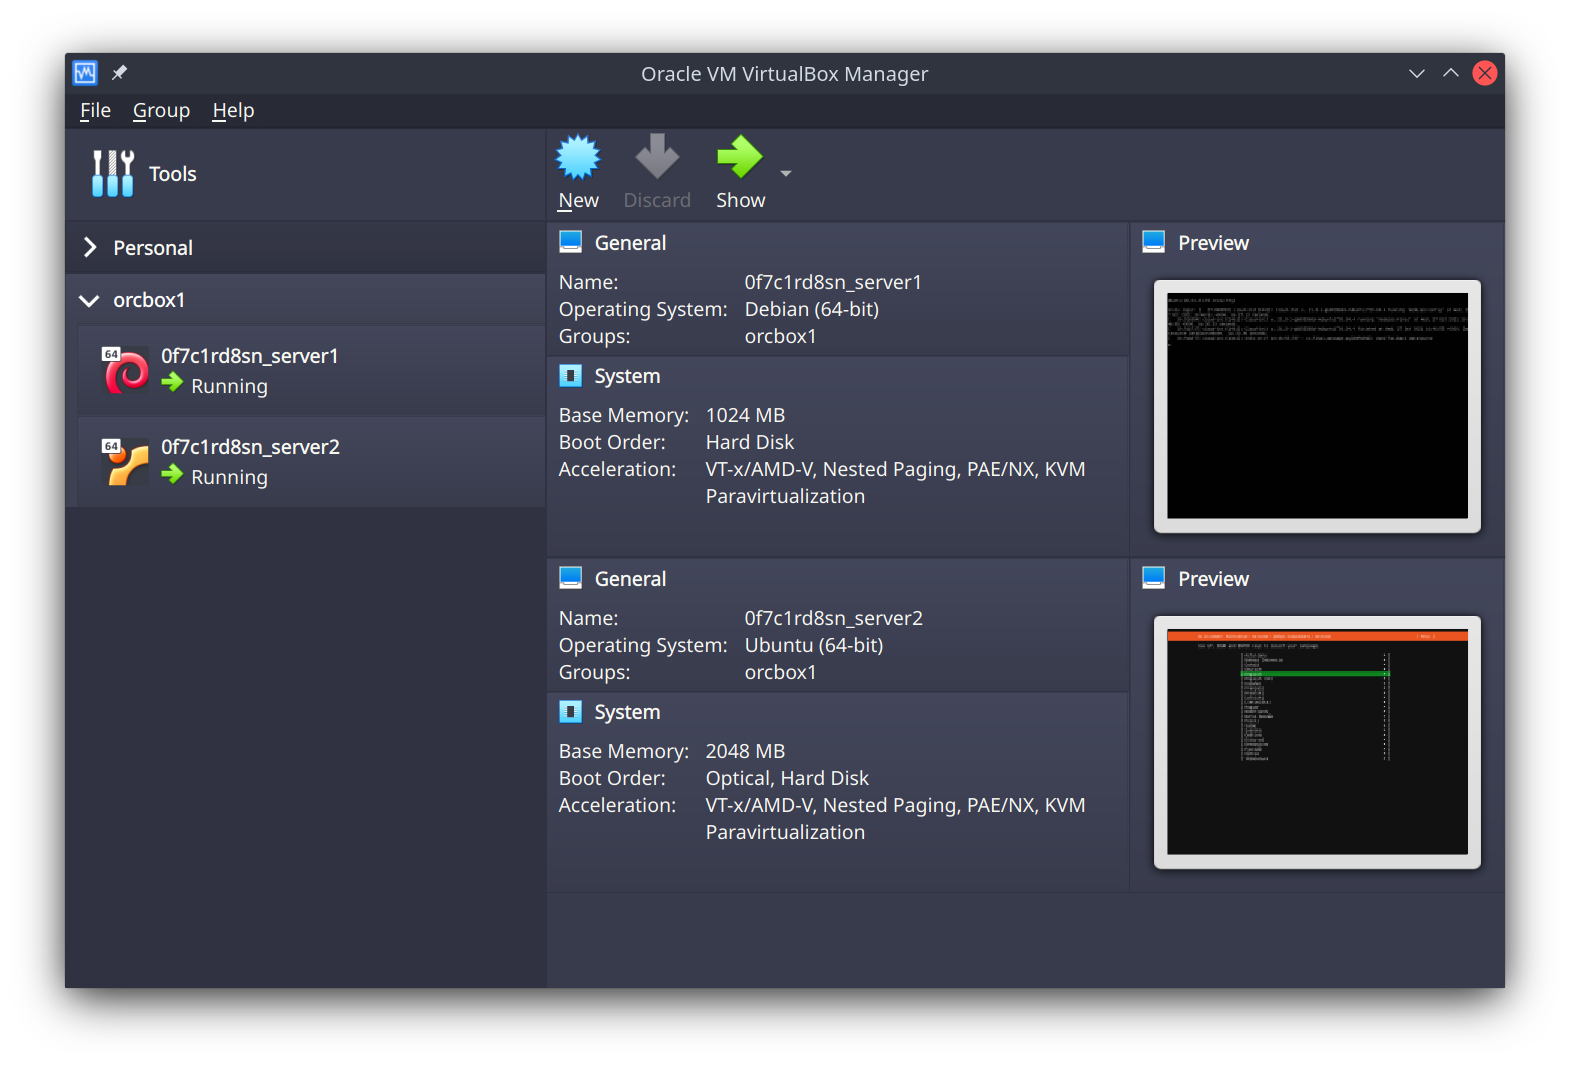 Oracle VM VirtualBox Manager
File Group Help
Tools
New Discard Show
Personal
orcbox1
64
0f7c1rd8sn_server1
Running
64
0f7c1rd8sn_server2
Running
General
Name: 0f7c1rd8sn_server1
Operating System: Debian (64-bit)
Groups: orcbox1
System
Base Memory: 1024 MB
Boot Order: Hard Disk
Acceleration: VT-x/AMD-V, Nested Paging, PAE/NX, KVM
Paravirtualization
Preview
General
Name: 0f7c1rd8sn_server2
Operating System: Ubuntu (64-bit)
Groups: orcbox1
System
Base Memory: 2048 MB
Boot Order: Optical, Hard Disk
Acceleration: VT-x/AMD-V, Nested Paging, PAE/NX, KVM
Paravirtualization
Preview